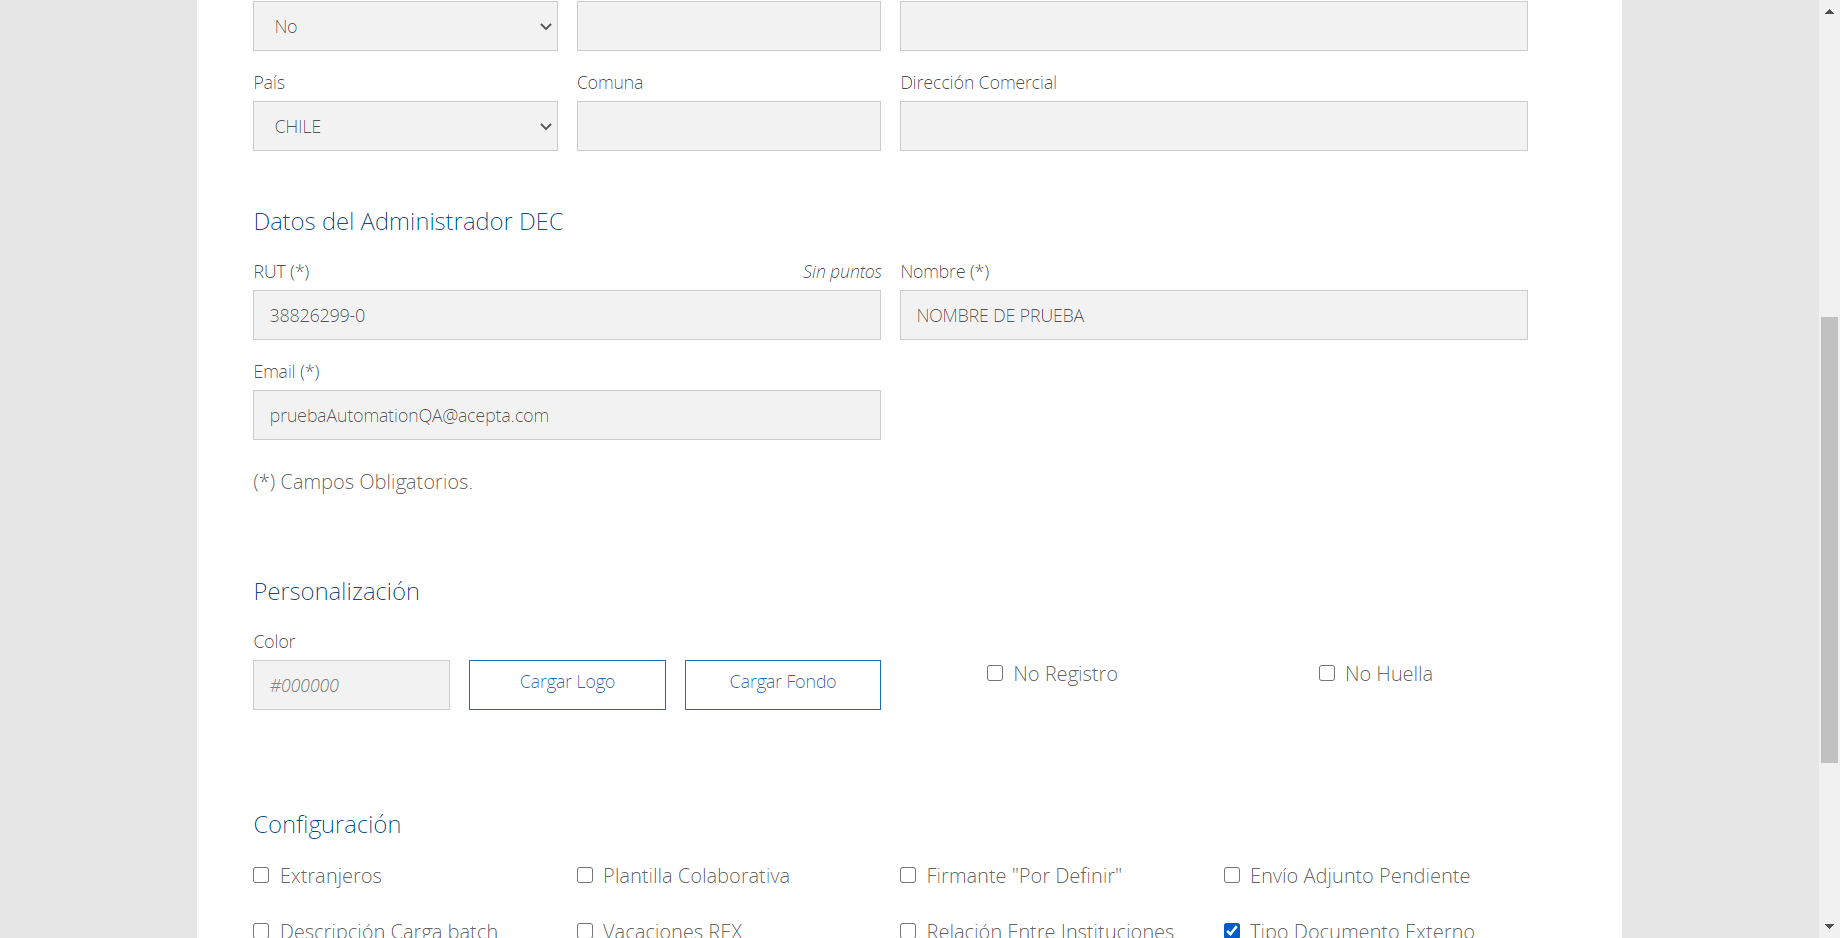 No
País
Comuna
Dirección Comercial
CHILE
Datos del Administrador DEC
RUT (*)
Sin puntos
Nombre (*)
38826299-0
NOMBRE DE PRUEBA
Email (*)
pruebaAutomationQA@acepta.com
(*) Campos Obligatorios.
Personalización
Color
#000000
Cargar Logo
Cargar Fondo
No Registro
No Huella
Configuración
Extranjeros
Plantilla Colaborativa
Firmante "Por Definir"
Envío Adjunto Pendiente
Descripción Carga batch
Vacaciones REX
Relación Entre Instituciones
Tipo Documento Externo